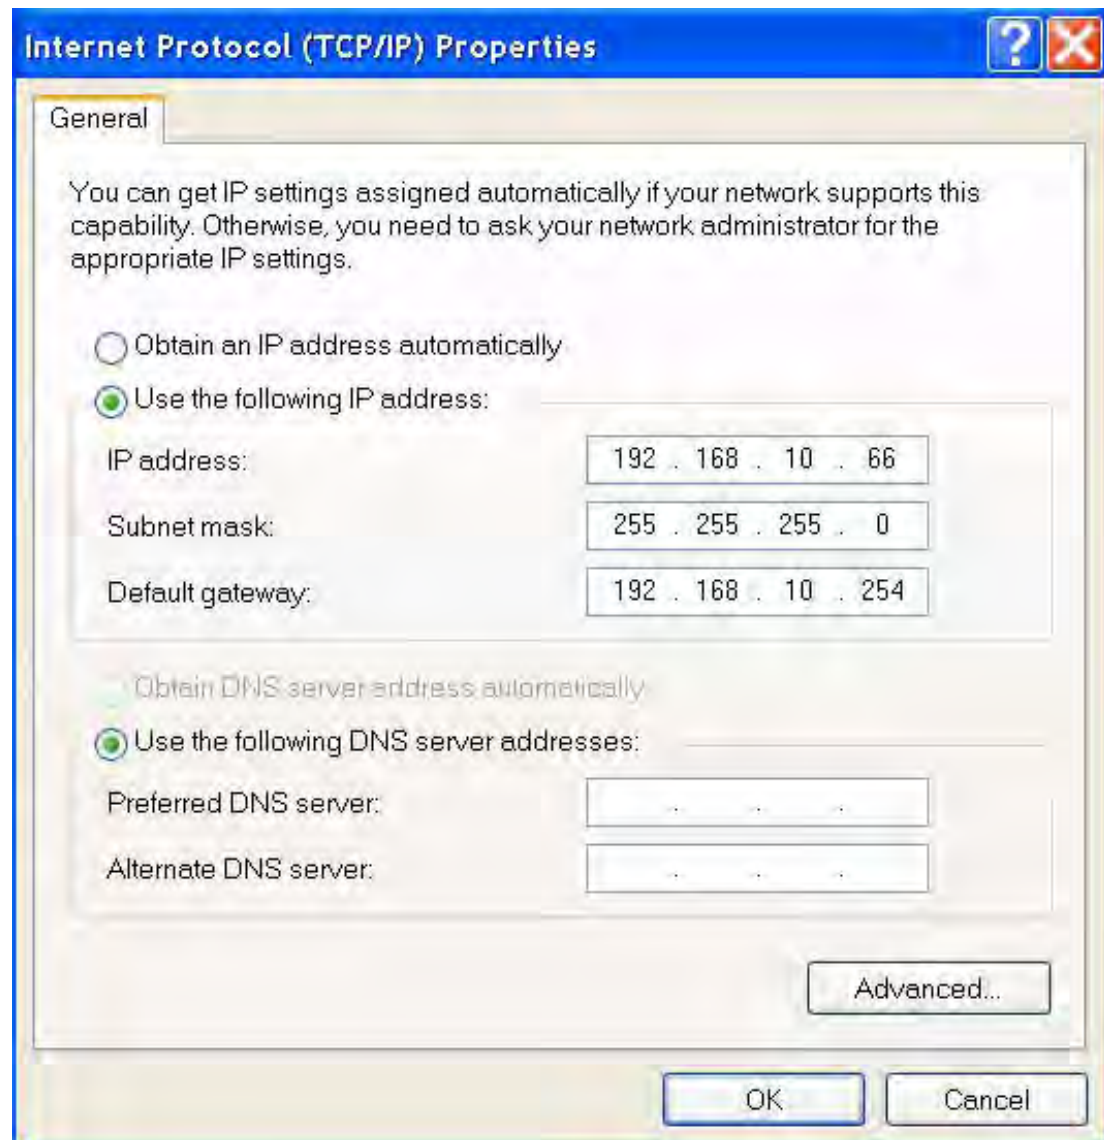 Internet Protocol (TCP/IP) Properties
General
You can get IP settings assigned automatically if your network supports this
capability. Otherwise, you need to ask your network administrator for the
appropriate IP settings.
Obtain an IP address automatically
Use the following IP address:
IP address: 192 . 168 . 10 . 66
Subnet mask: 255 . 255 . 255 . 0
Default gateway: 192 . 168 . 10 . 254
Obtain DNS server address automatically
Use the following DNS server addresses:
Preferred DNS server: . . .
Alternate DNS server: . . .
Advanced...
OK Cancel